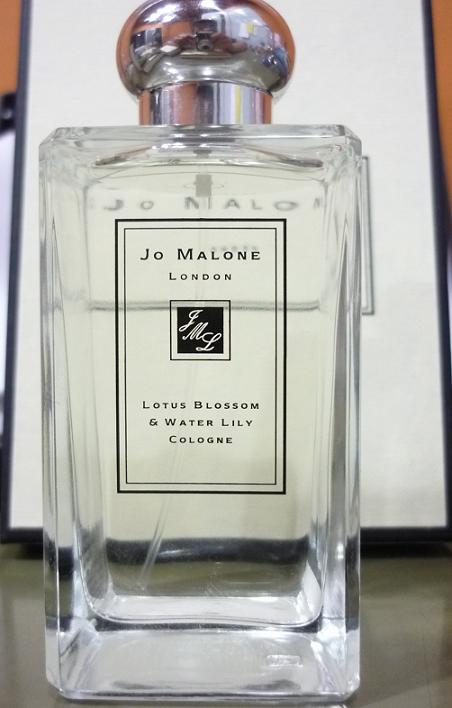 Jo Malone
London
JML
Lotus Blossom
& Water Lily
Cologne